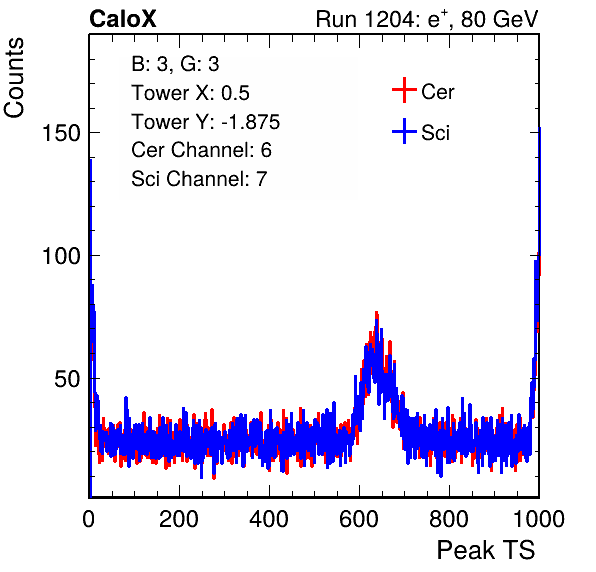 CaloX Run 1204: e⁺, 80 GeV
Counts
B: 3, G: 3
Tower X: 0.5
Tower Y: -1.875
Cer Channel: 6
Sci Channel: 7
Cer
Sci
150
100
50
0 200 400 600 800 1000
Peak TS